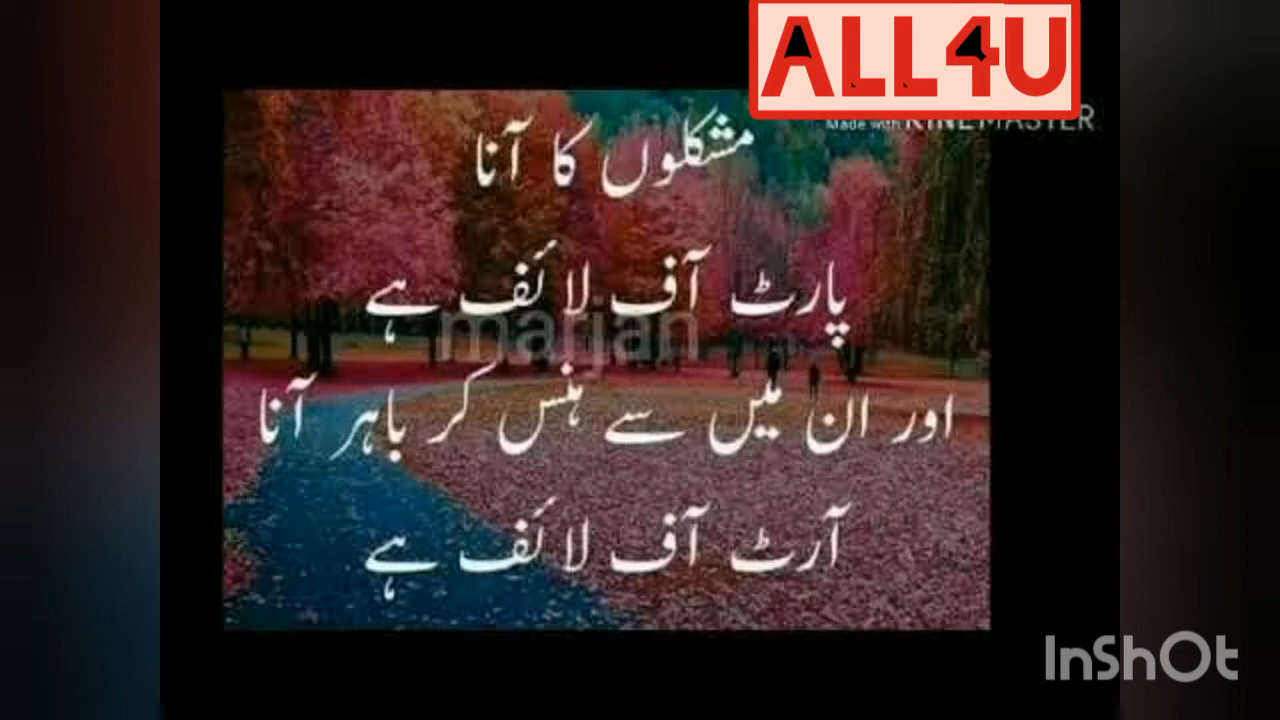 ALL4U
Made with KINEMASTER
مشکلوں کا آنا
پارٹ آف لائف ہے
marjan
اور ان میں سے ہنس کر باہر آنا
آرٹ آف لائف ہے
InShOt